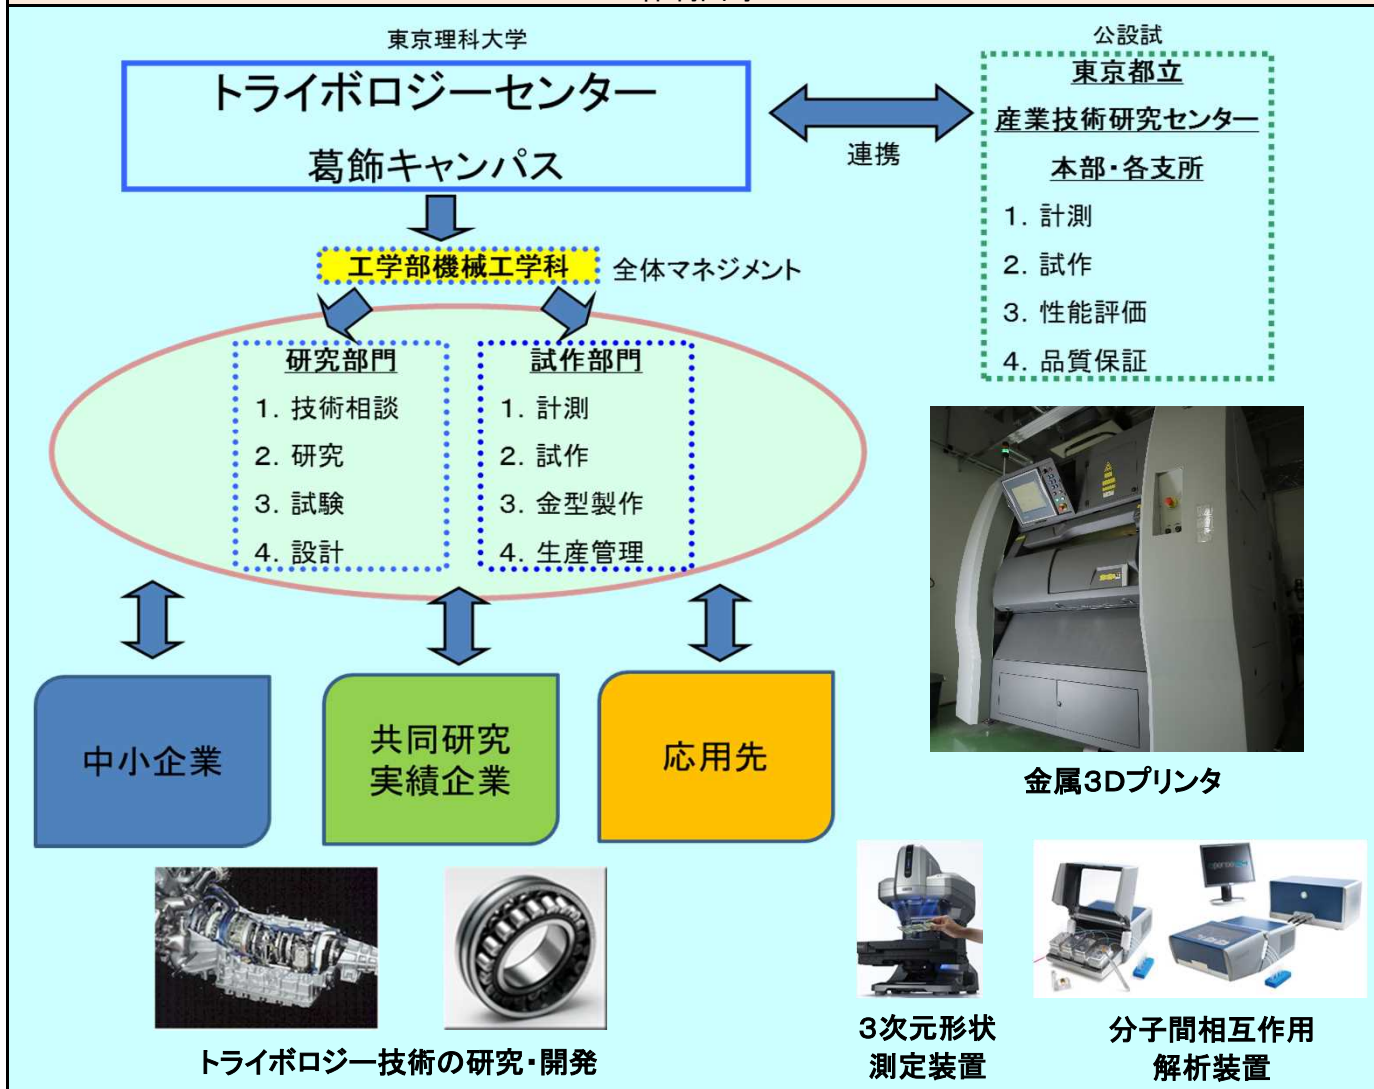 東京理科大学
トライボロジーセンター
葛飾キャンパス
連携
公設試
東京都立
産業技術研究センター
本部・各支所
1. 計測
2. 試作
3. 性能評価
4. 品質保証
工学部機械工学科
全体マネジメント
研究部門
1. 技術相談
2. 研究
3. 試験
4. 設計
試作部門
1. 計測
2. 試作
3. 金型製作
4. 生産管理
中小企業
共同研究
実績企業
応用先
金属3Dプリンタ
トライボロジー技術の研究・開発
3次元形状
測定装置
分子間相互作用
解析装置